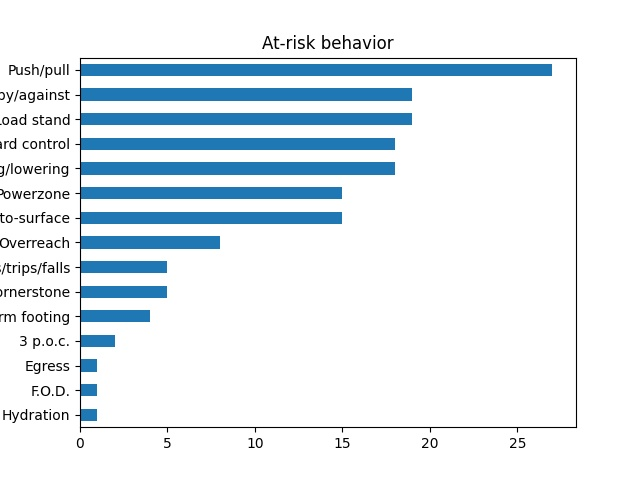 At-risk behavior
Push/pull
by/against
Load stand
ard control
g/lowering
Powerzone
to-surface
Overreach
s/trips/falls
ornerstone
rm footing
3 p.o.c.
Egress
F.O.D.
Hydration
0 5 10 15 20 25